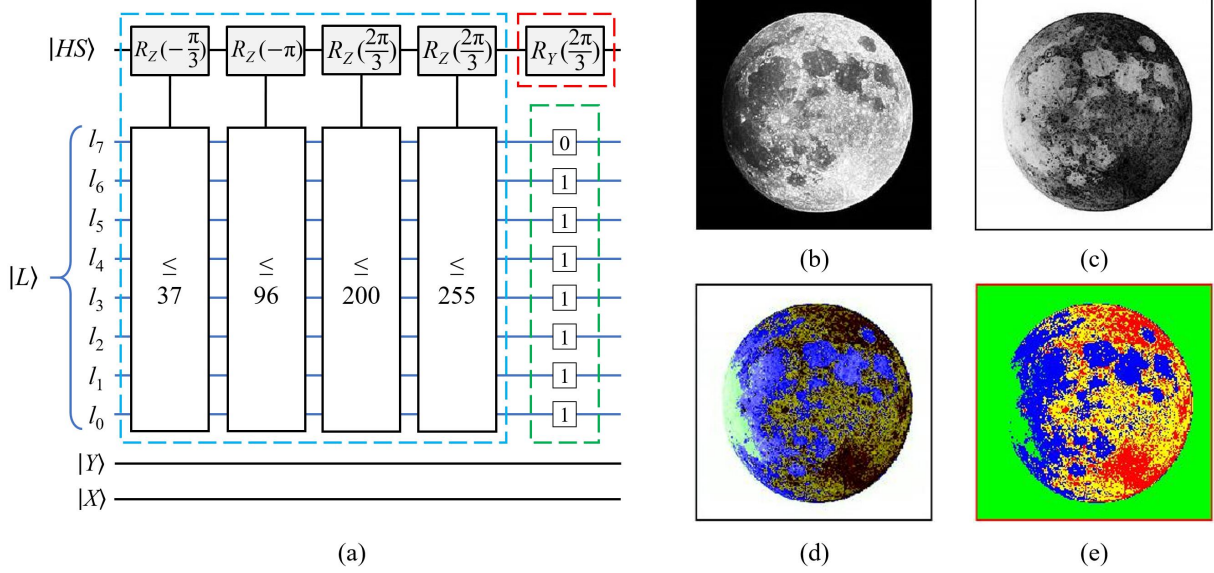 |HS⟩ R_Z(-π/3) R_Z(-π) R_Z(2π/3) R_Z(2π/3) R_Y(2π/3)
|L⟩
l_7 0
l_6 1
l_5 1
l_4 1
l_3 1
l_2 1
l_1 1
l_0 1
≤ 37
≤ 96
≤ 200
≤ 255
|Y⟩
|X⟩
(a)
(b)
(c)
(d)
(e)